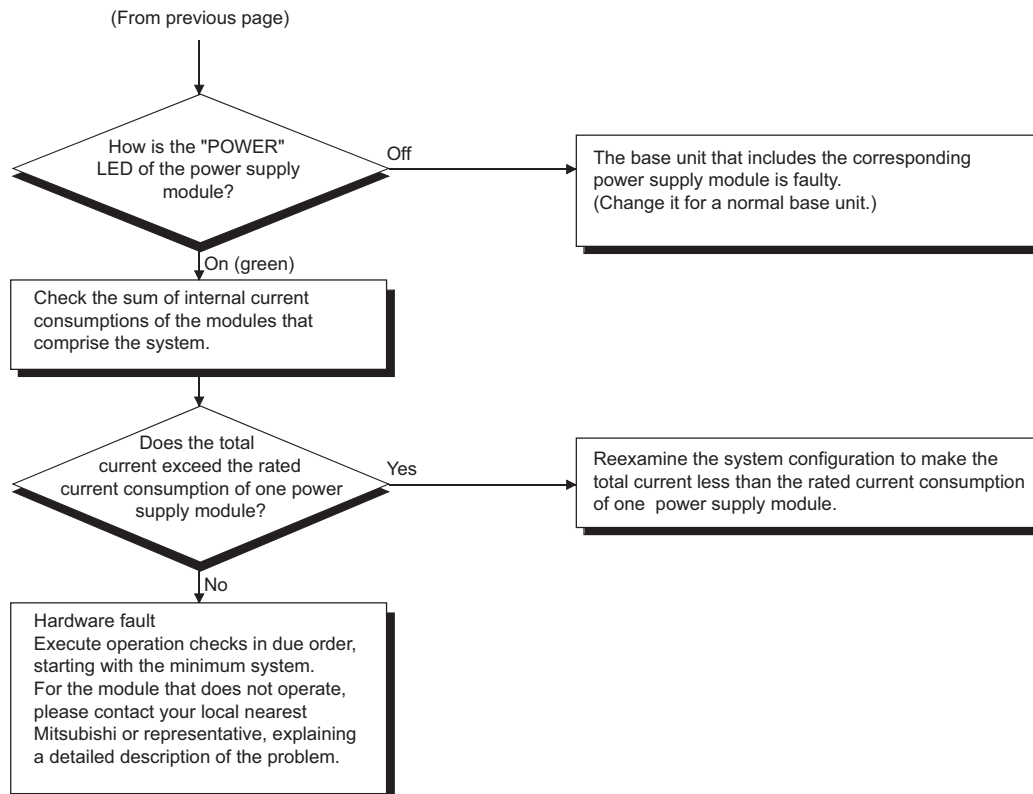 (From previous page)
How is the "POWER"
LED of the power supply
module?
Off
The base unit that includes the corresponding
power supply module is faulty.
(Change it for a normal base unit.)
On (green)
Check the sum of internal current
consumptions of the modules that
comprise the system.
Does the total
current exceed the rated
current consumption of one power
supply module?
Yes
Reexamine the system configuration to make the
total current less than the rated current consumption
of one power supply module.
No
Hardware fault
Execute operation checks in due order,
starting with the minimum system.
For the module that does not operate,
please contact your local nearest
Mitsubishi or representative, explaining
a detailed description of the problem.